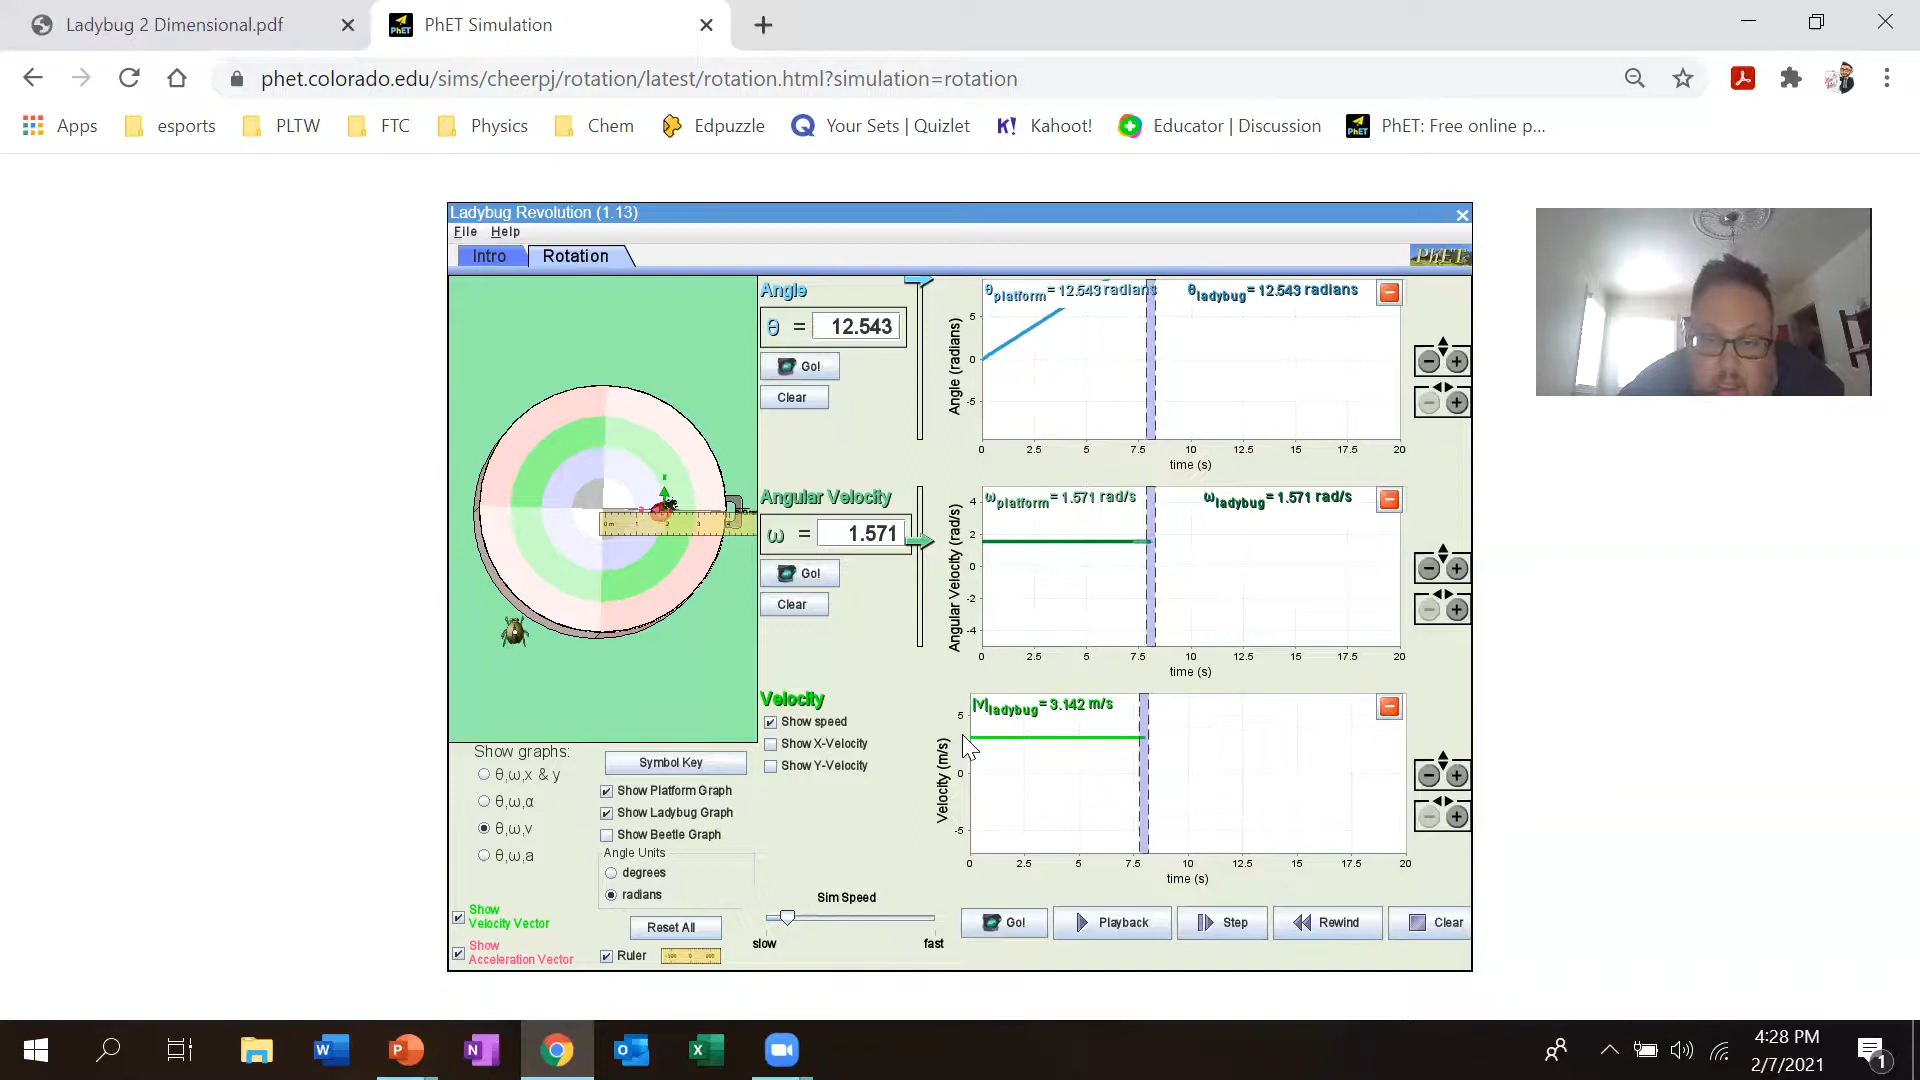 Ladybug 2 Dimensional.pdf
PhET Simulation
phet.colorado.edu/sims/cheerpj/rotation/latest/rotation.html?simulation=rotation
Apps esports PLTW FTC Physics Chem Edpuzzle Your Sets | Quizlet Kahoot! Educator | Discussion PhET: Free online p...
Ladybug Revolution (1.13)
File Help
Intro Rotation PhET
Angle
θ = 12.543
Go!
Clear
θplatform = 12.543 radians θladybug = 12.543 radians
Angle (radians)
5
0
-5
0 2.5 5 7.5 10 12.5 15 17.5 20
time (s)
Angular Velocity
ω = 1.571
Go!
Clear
ωplatform = 1.571 rad/s ωladybug = 1.571 rad/s
Angular Velocity (rad/s)
4
2
0
-2
-4
0 2.5 5 7.5 10 12.5 15 17.5 20
time (s)
Velocity
Show speed
Show X-Velocity
Show Y-Velocity
|v|ladybug = 3.142 m/s
Velocity (m/s)
5
0
-5
0 2.5 5 7.5 10 12.5 15 17.5 20
time (s)
0 m 1 2 3
Show graphs:
θ,ω,x & y
θ,ω,α
θ,ω,v
θ,ω,a
Show
Velocity Vector
Show
Acceleration Vector
Symbol Key
Show Platform Graph
Show Ladybug Graph
Show Beetle Graph
Angle Units
degrees
radians
Reset All
Ruler
Sim Speed
slow fast
Go! Playback Step Rewind Clear
4:28 PM
2/7/2021
1